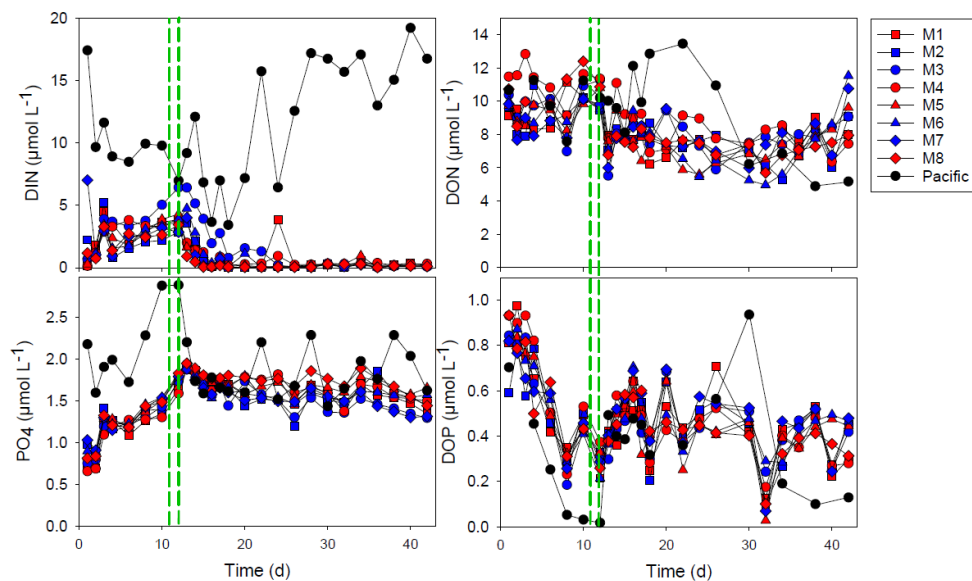 20
15
10
5
0
DIN (µmol L-1)
14
12
10
8
6
4
2
0
DON (µmol L-1)
M1
M2
M3
M4
M5
M6
M7
M8
Pacific
2.5
2.0
1.5
1.0
0.5
0.0
PO4 (µmol L-1)
0 10 20 30 40
Time (d)
1.0
0.8
0.6
0.4
0.2
0.0
DOP (µmol L-1)
0 10 20 30 40
Time (d)